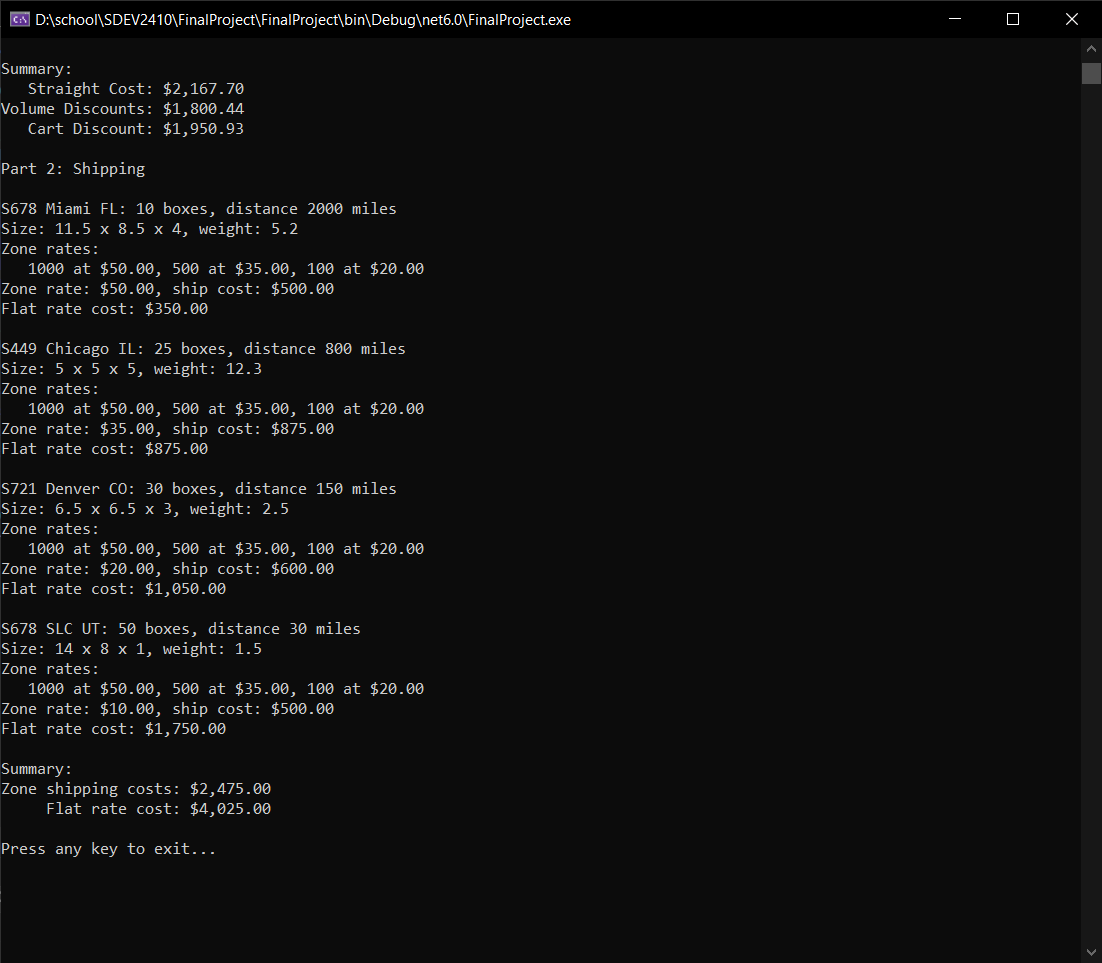 D:\school\SDEV2410\FinalProject\FinalProject\bin\Debug\net6.0\FinalProject.exe
Summary:
   Straight Cost: $2,167.70
Volume Discounts: $1,800.44
   Cart Discount: $1,950.93
Part 2: Shipping
S678 Miami FL: 10 boxes, distance 2000 miles
Size: 11.5 x 8.5 x 4, weight: 5.2
Zone rates:
   1000 at $50.00, 500 at $35.00, 100 at $20.00
Zone rate: $50.00, ship cost: $500.00
Flat rate cost: $350.00
S449 Chicago IL: 25 boxes, distance 800 miles
Size: 5 x 5 x 5, weight: 12.3
Zone rates:
   1000 at $50.00, 500 at $35.00, 100 at $20.00
Zone rate: $35.00, ship cost: $875.00
Flat rate cost: $875.00
S721 Denver CO: 30 boxes, distance 150 miles
Size: 6.5 x 6.5 x 3, weight: 2.5
Zone rates:
   1000 at $50.00, 500 at $35.00, 100 at $20.00
Zone rate: $20.00, ship cost: $600.00
Flat rate cost: $1,050.00
S678 SLC UT: 50 boxes, distance 30 miles
Size: 14 x 8 x 1, weight: 1.5
Zone rates:
   1000 at $50.00, 500 at $35.00, 100 at $20.00
Zone rate: $10.00, ship cost: $500.00
Flat rate cost: $1,750.00
Summary:
Zone shipping costs: $2,475.00
     Flat rate cost: $4,025.00
Press any key to exit...